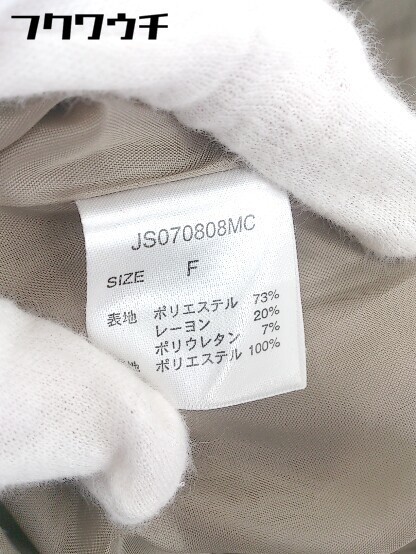 フクワウチ
JS070808MC
SIZE F
表地 ポリエステル 73%
レーヨン 20%
ポリウレタン 7%
地 ポリエステル 100%